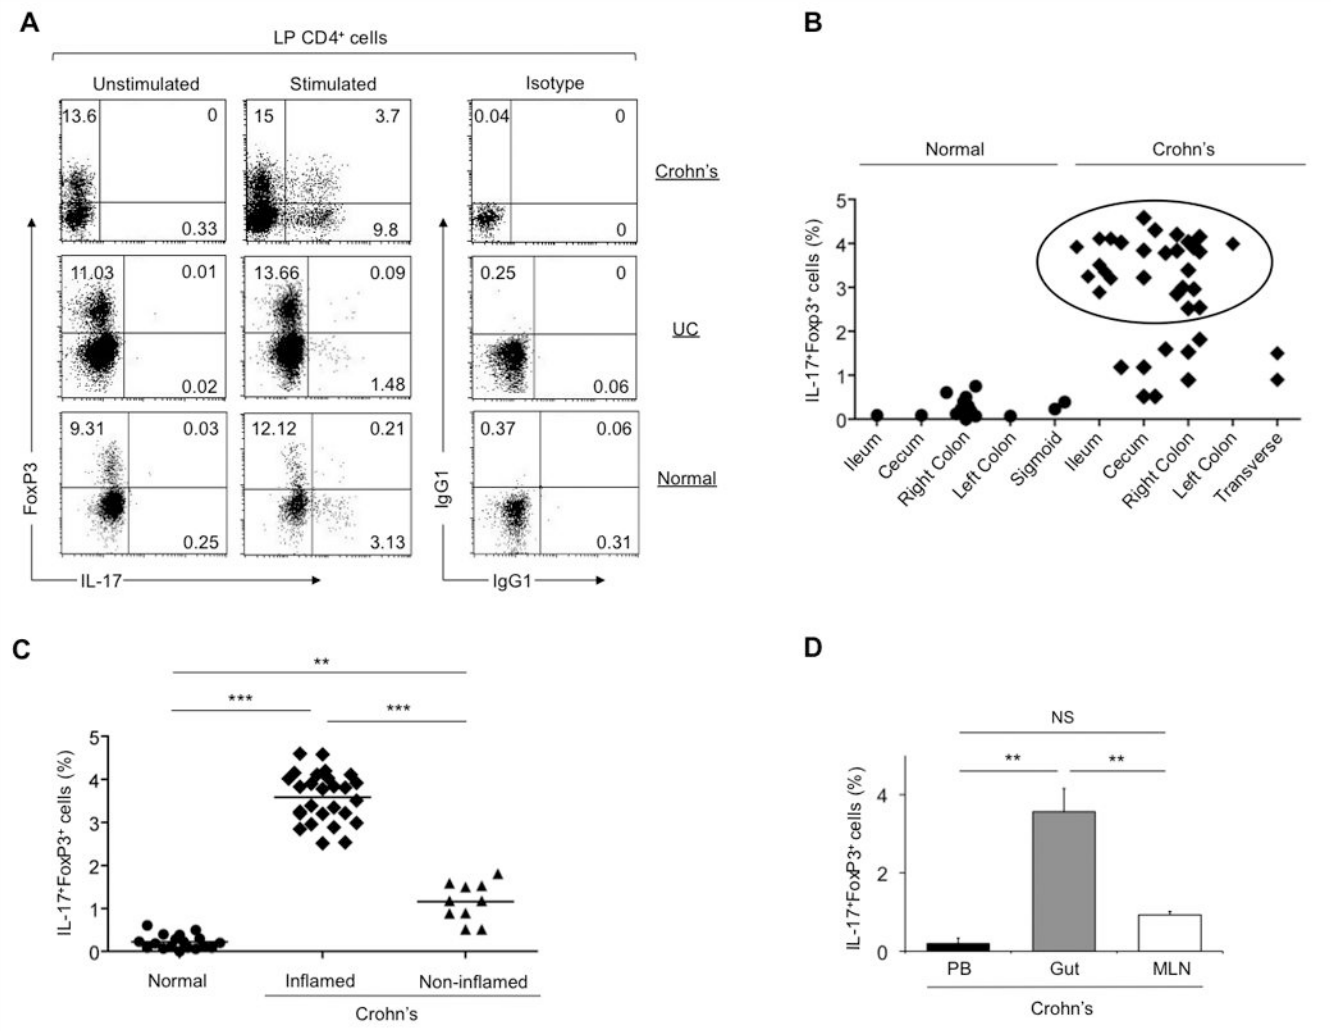 A
LP CD4⁺ cells
Unstimulated Stimulated Isotype
13.6 0 15 3.7 0.04 0
Crohn's
0.33 9.8 0
11.03 0.01 13.66 0.09 0.25 0
UC
0.02 1.48 0.06
9.31 0.03 12.12 0.21 0.37 0.06
Normal
0.25 3.13 0.31
FoxP3
IgG1
IL-17 IgG1
B
Normal Crohn's
IL-17⁺Foxp3⁺ cells (%)
5
4
3
2
1
0
Ileum Cecum Right Colon Left Colon Sigmoid Ileum Cecum Right Colon Left Colon Transverse
C
**
*** ***
IL-17⁺FoxP3⁺ cells (%)
5
4
3
2
1
0
Normal Inflamed Non-inflamed
Crohn's
D
NS
** **
IL-17⁺FoxP3⁺ cells (%)
4
2
0
PB Gut MLN
Crohn's